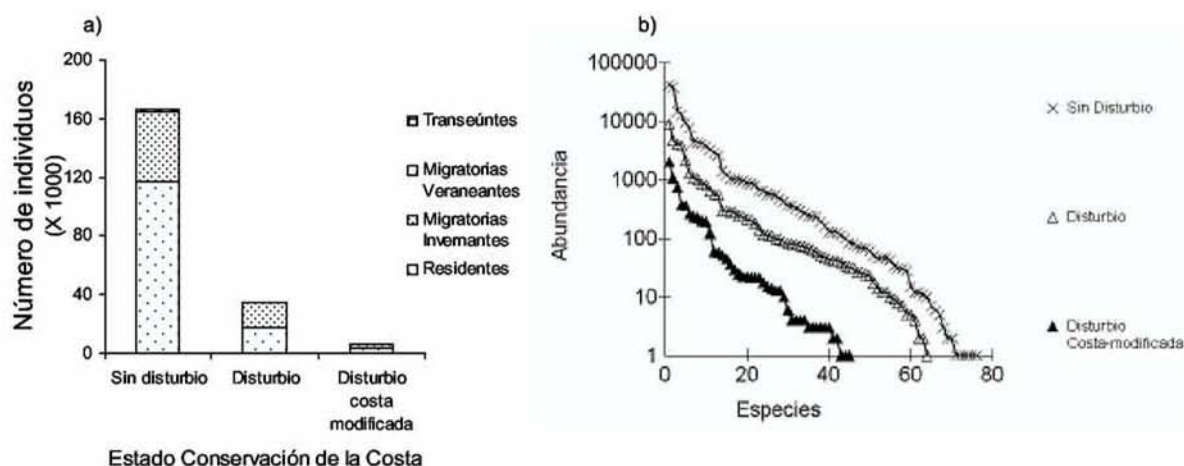 a)
Número de individuos
(X 1000)
200
160
120
80
40
0
Sin disturbio
Disturbio
Disturbio
costa
modificada
Estado Conservación de la Costa
Transeúntes
Migratorias
Veraneantes
Migratorias
Invernantes
Residentes
b)
Abundancia
100000
10000
1000
100
10
1
0
20
40
60
80
Especies
Sin Disturbio
Disturbio
Disturbio
Costa-modificada